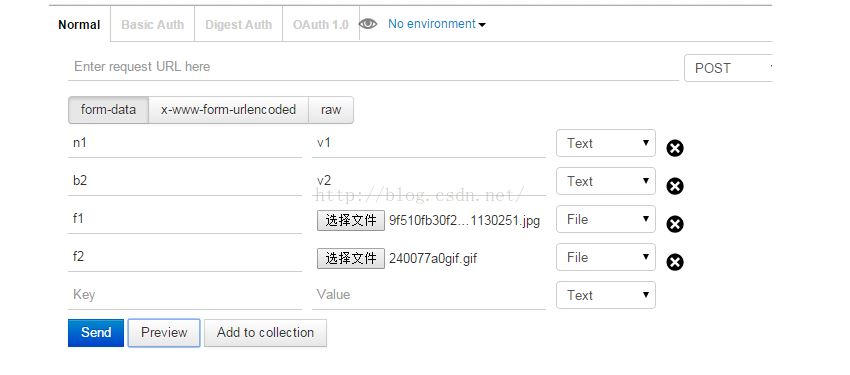 Normal Basic Auth Digest Auth OAuth 1.0 No environment
Enter request URL here POST
form-data x-www-form-urlencoded raw
n1 v1 Text
b2 v2 Text
http://blog.csdn.net/
f1 选择文件 9f510fb30f2...1130251.jpg File
f2 选择文件 240077a0gif.gif File
Key Value Text
Send Preview Add to collection